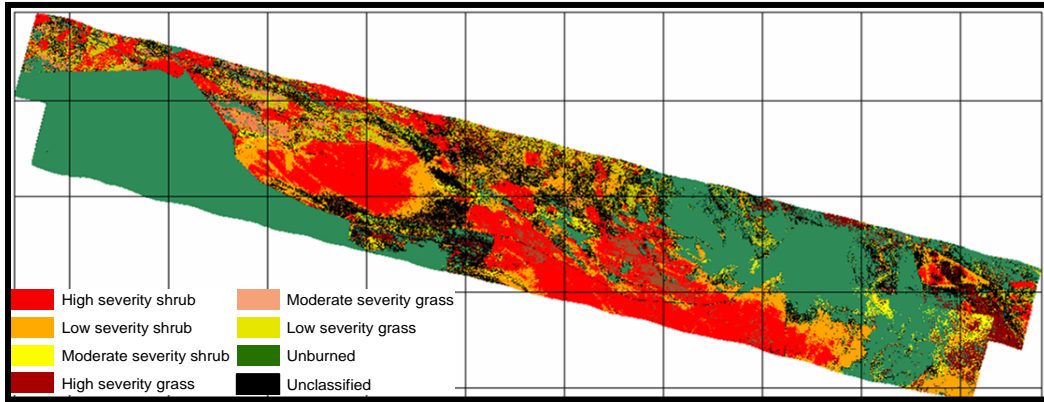 High severity shrub
Low severity shrub
Moderate severity shrub
High severity grass
Moderate severity grass
Low severity grass
Unburned
Unclassified